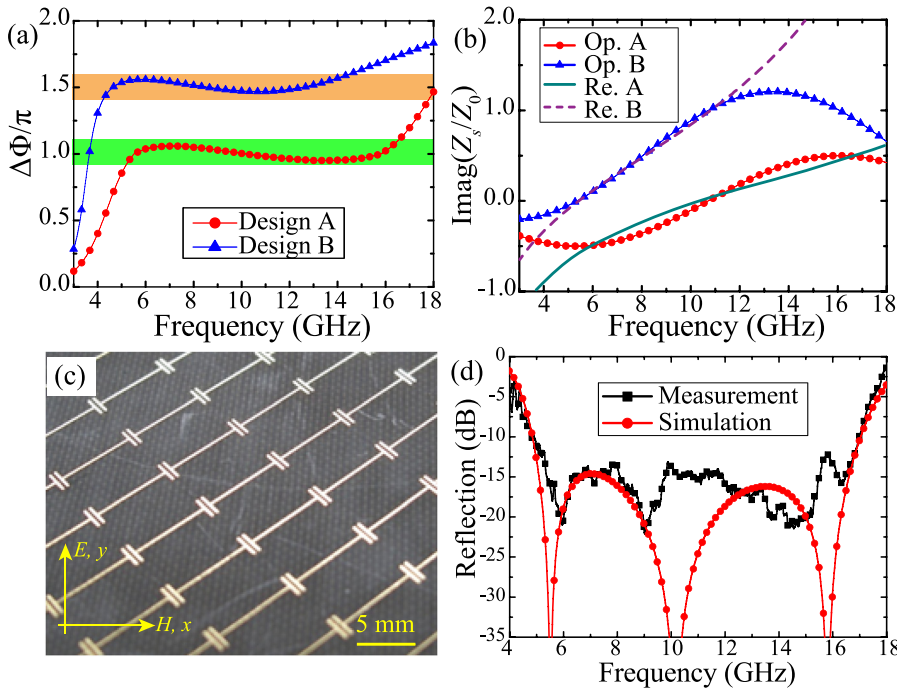 (a)
2.0
1.5
1.0
0.5
0.0
ΔΦ/π
Design A
Design B
4 6 8 10 12 14 16 18
Frequency (GHz)
(b)
2.0
1.0
0.0
-1.0
Imag(Z_s/Z_0)
Op. A
Op. B
Re. A
Re. B
4 6 8 10 12 14 16 18
Frequency (GHz)
(c)
E, y
H, x
5 mm
(d)
0
-5
-10
-15
-20
-25
-30
-35
Reflection (dB)
Measurement
Simulation
4 6 8 10 12 14 16 18
Frequency (GHz)